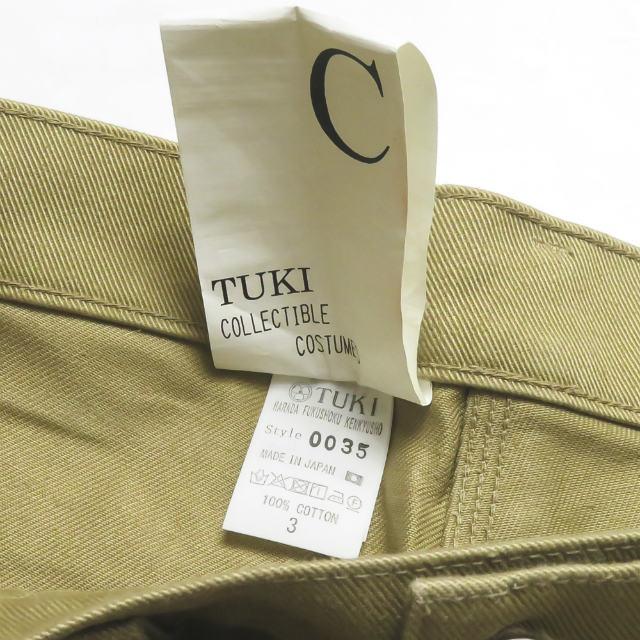 C
TUKI
COLLECTIBLE
COSTUMES
TUKI
HARADA FUKUSHOKU KENKYUSHO
Style 0035
MADE IN JAPAN
100% COTTON
3